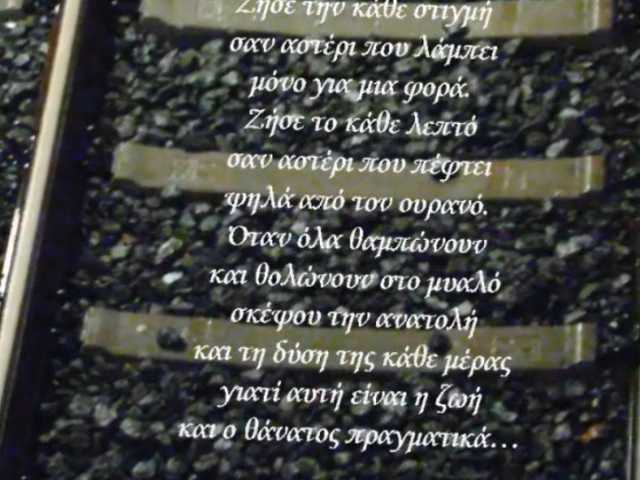 Ζήσε την κάθε στιγμή
σαν αστέρι που λάμπει
μόνο για μια φορά.
Ζήσε το κάθε λεπτό
σαν αστέρι που πέφτει
ψηλά από τον ουρανό.
Όταν όλα θαμπώνουν
και θολώνουν στο μυαλό
σκέψου την ανατολή
και τη δύση της κάθε μέρας
γιατί αυτή είναι η ζωή
και ο θάνατος πραγματικά...